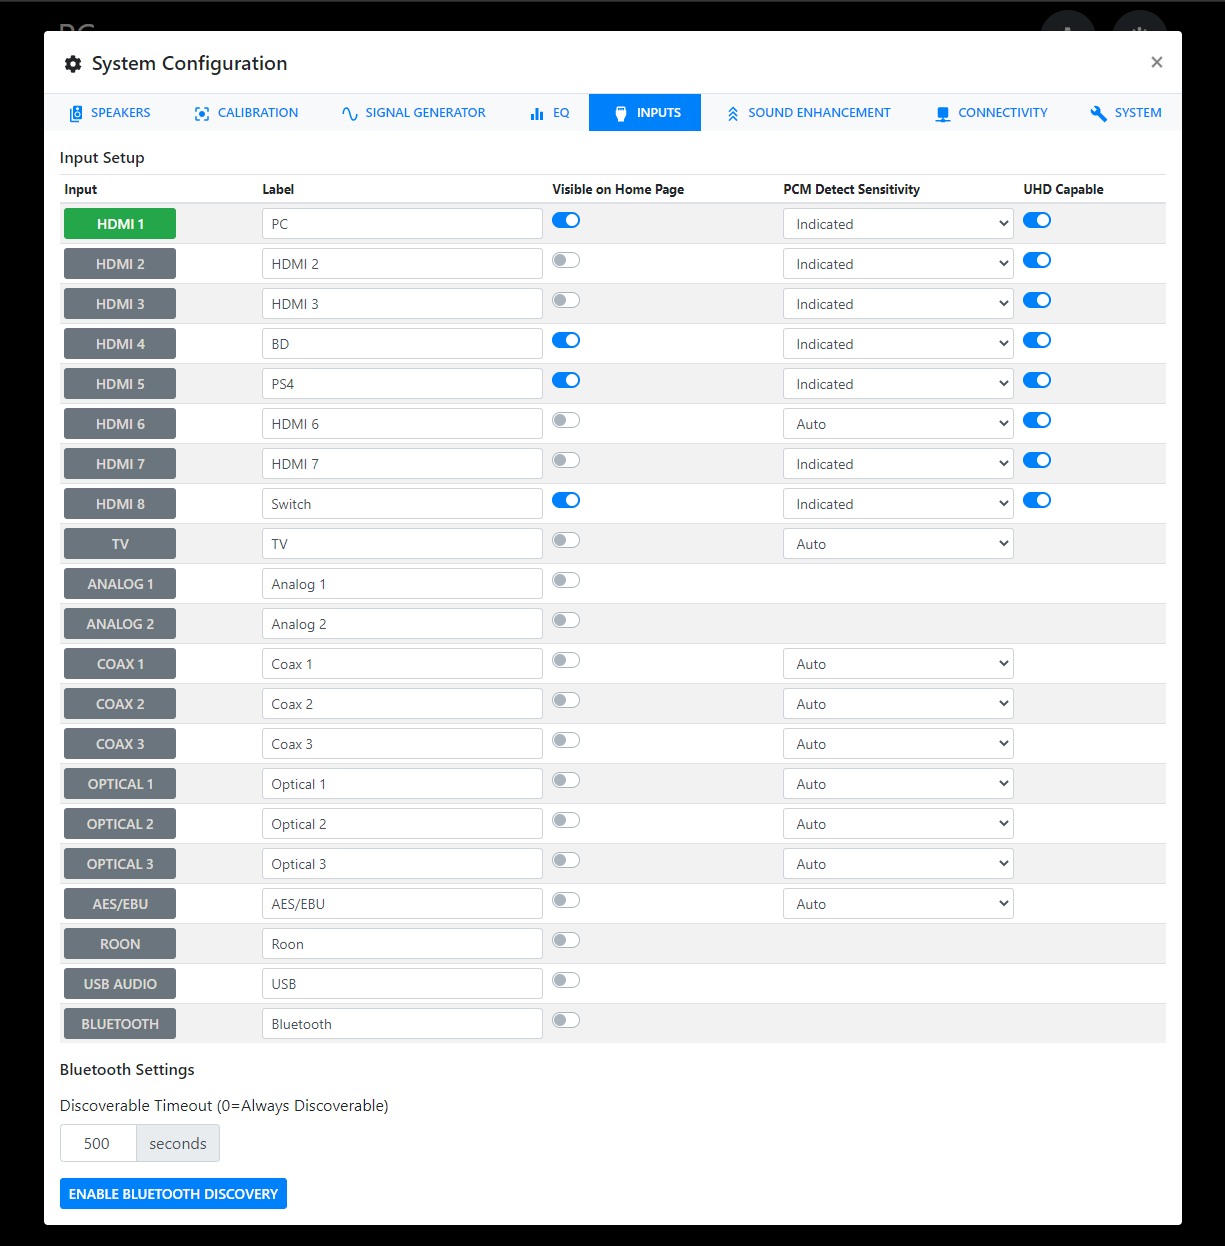 PC
System Configuration ×
SPEAKERS CALIBRATION SIGNAL GENERATOR EQ INPUTS SOUND ENHANCEMENT CONNECTIVITY SYSTEM
Input Setup
Input Label Visible on Home Page PCM Detect Sensitivity UHD Capable
HDMI 1 PC Indicated
HDMI 2 HDMI 2 Indicated
HDMI 3 HDMI 3 Indicated
HDMI 4 BD Indicated
HDMI 5 PS4 Indicated
HDMI 6 HDMI 6 Auto
HDMI 7 HDMI 7 Indicated
HDMI 8 Switch Indicated
TV TV Auto
ANALOG 1 Analog 1
ANALOG 2 Analog 2
COAX 1 Coax 1 Auto
COAX 2 Coax 2 Auto
COAX 3 Coax 3 Auto
OPTICAL 1 Optical 1 Auto
OPTICAL 2 Optical 2 Auto
OPTICAL 3 Optical 3 Auto
AES/EBU AES/EBU Auto
ROON Roon
USB AUDIO USB
BLUETOOTH Bluetooth
Bluetooth Settings
Discoverable Timeout (0=Always Discoverable)
500 seconds
ENABLE BLUETOOTH DISCOVERY